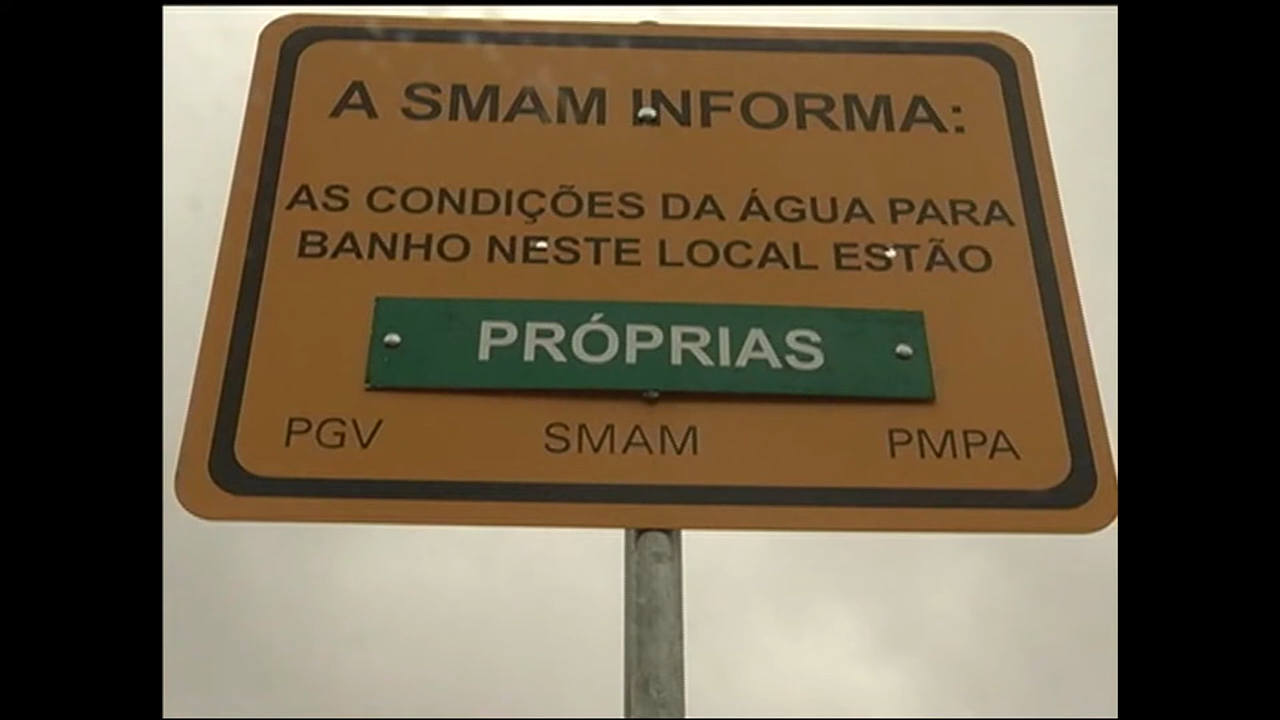 A SMAM INFORMA:
AS CONDIÇÕES DA ÁGUA PARA
BANHO NESTE LOCAL ESTÃO
PRÓPRIAS
PGV SMAM PMPA